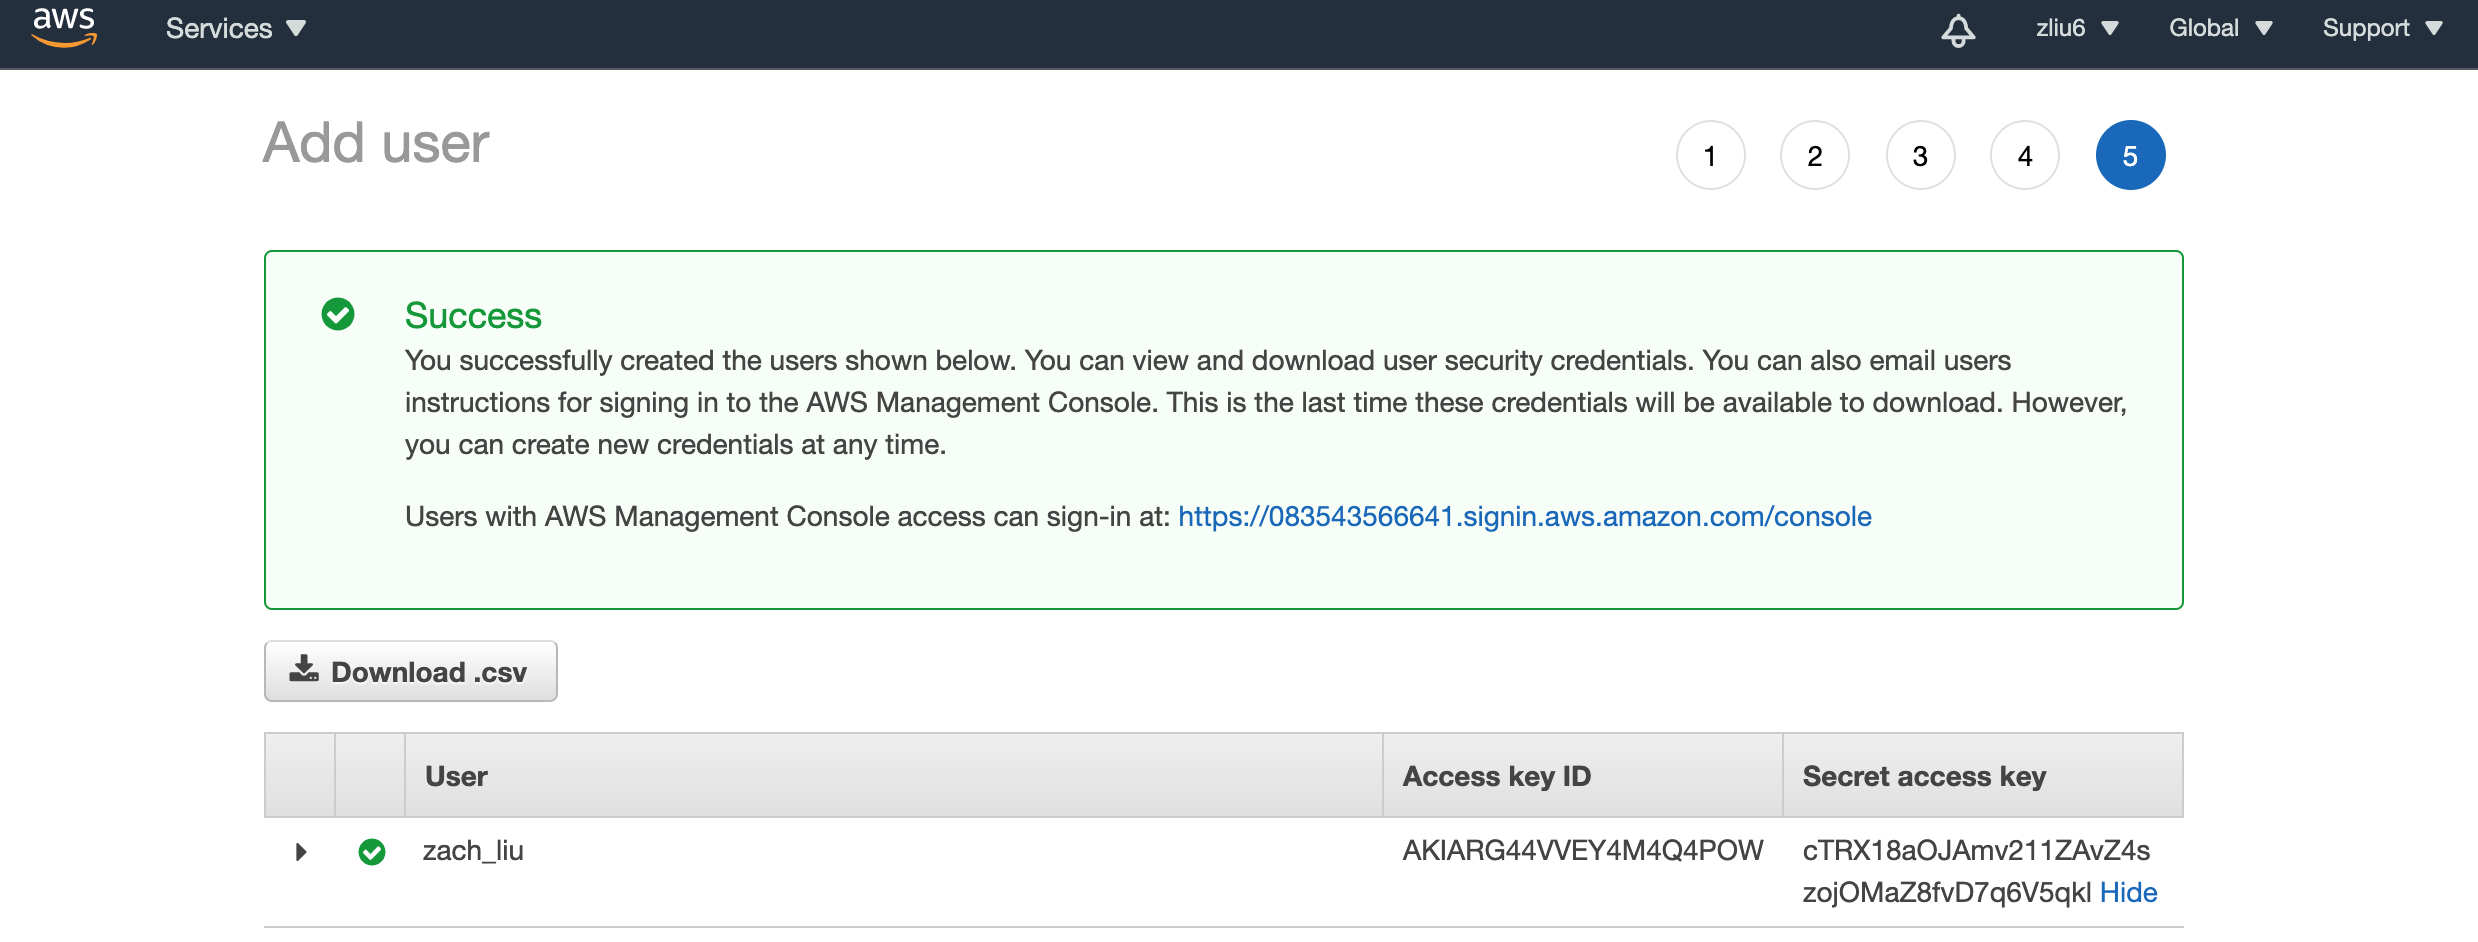 aws
Services
zliu6
Global
Support
Add user
1
2
3
4
5
Success
You successfully created the users shown below. You can view and download user security credentials. You can also email users
instructions for signing in to the AWS Management Console. This is the last time these credentials will be available to download. However,
you can create new credentials at any time.
Users with AWS Management Console access can sign-in at: https://083543566641.signin.aws.amazon.com/console
Download .csv
User
Access key ID
Secret access key
zach_liu
AKIARG44VVEY4M4Q4POW
cTRX18aOJAmv211ZAvZ4s
zojOMaZ8fvD7q6V5qkl Hide